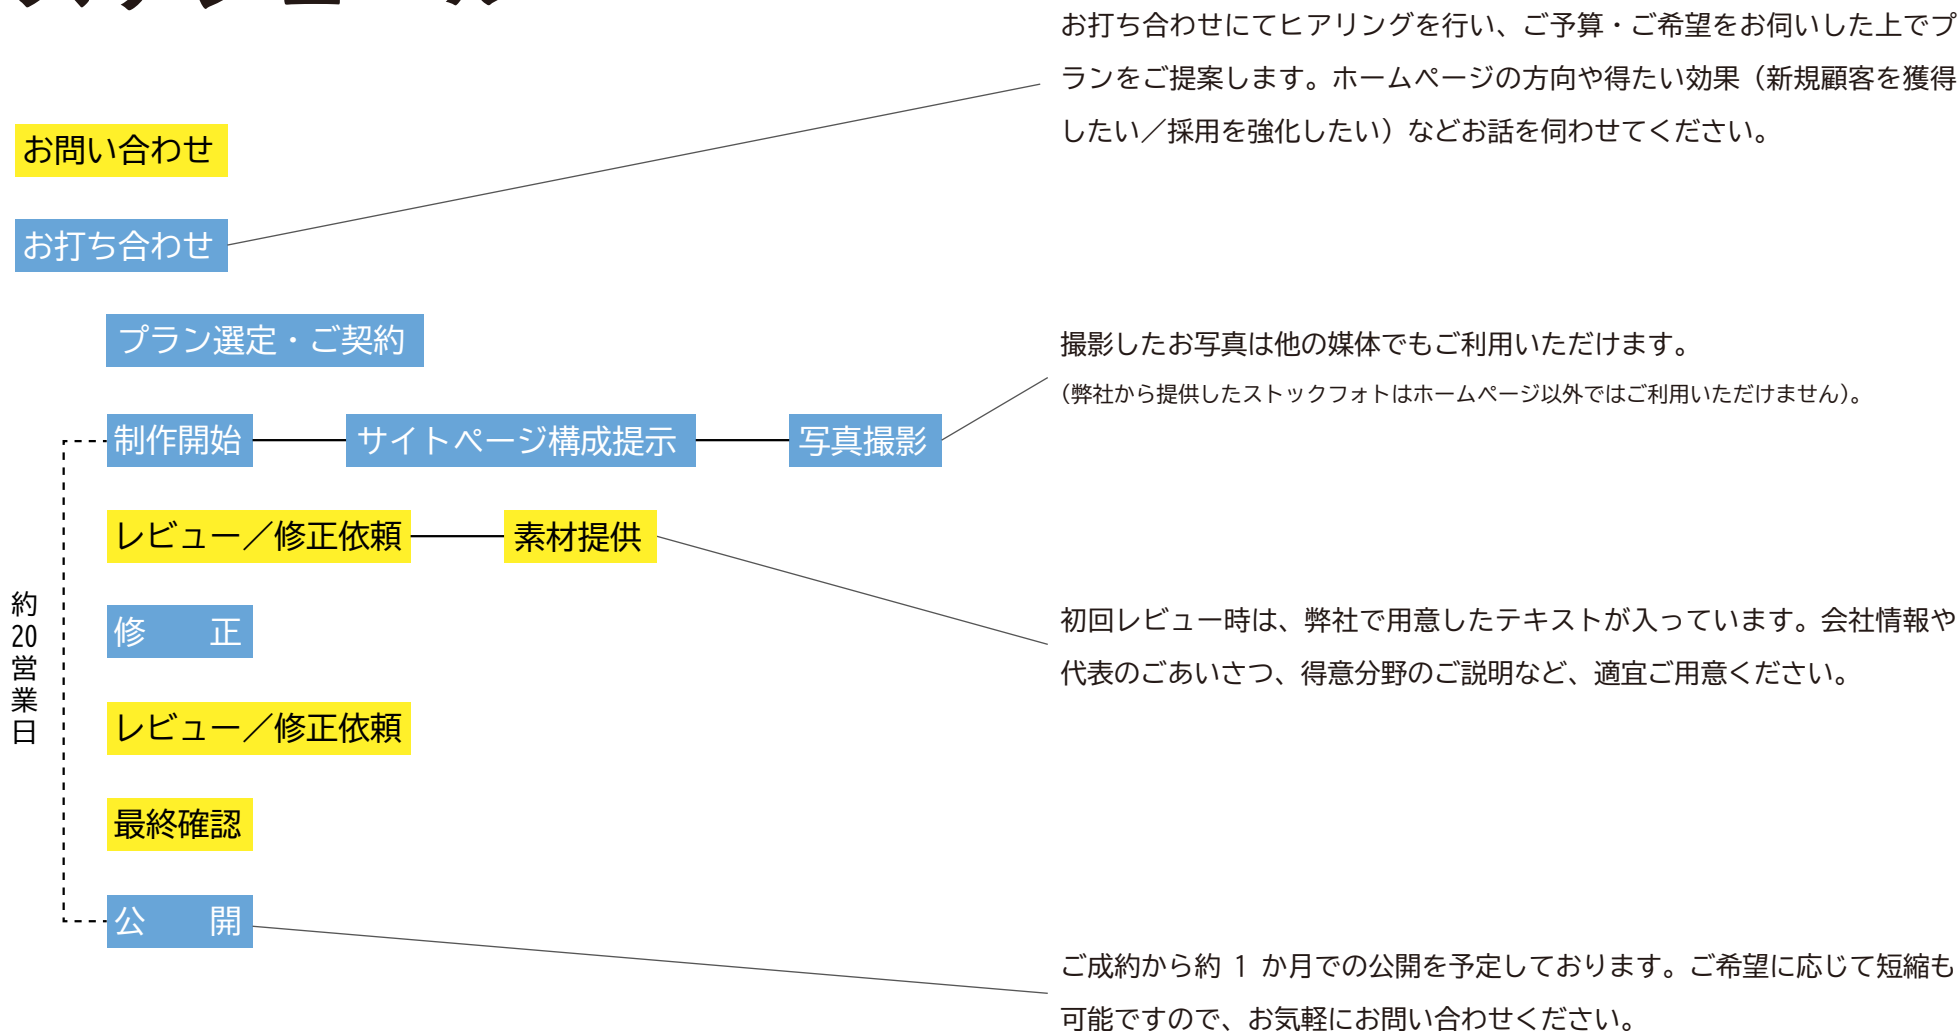 お打ち合わせにてヒアリングを行い、ご予算・ご希望をお伺いした上でプ
ランをご提案します。ホームページの方向や得たい効果（新規顧客を獲得
したい／採用を強化したい）などお話を伺わせてください。
お問い合わせ
お打ち合わせ
プラン選定・ご契約
撮影したお写真は他の媒体でもご利用いただけます。
（弊社から提供したストックフォトはホームページ以外ではご利用いただけません）。
制作開始 サイトページ構成提示 写真撮影
レビュー／修正依頼 素材提供
約20営業日
修　　正
初回レビュー時は、弊社で用意したテキストが入っています。会社情報や
代表のごあいさつ、得意分野のご説明など、適宜ご用意ください。
レビュー／修正依頼
最終確認
公　　開
ご成約から約 1 か月での公開を予定しております。ご希望に応じて短縮も
可能ですので、お気軽にお問い合わせください。